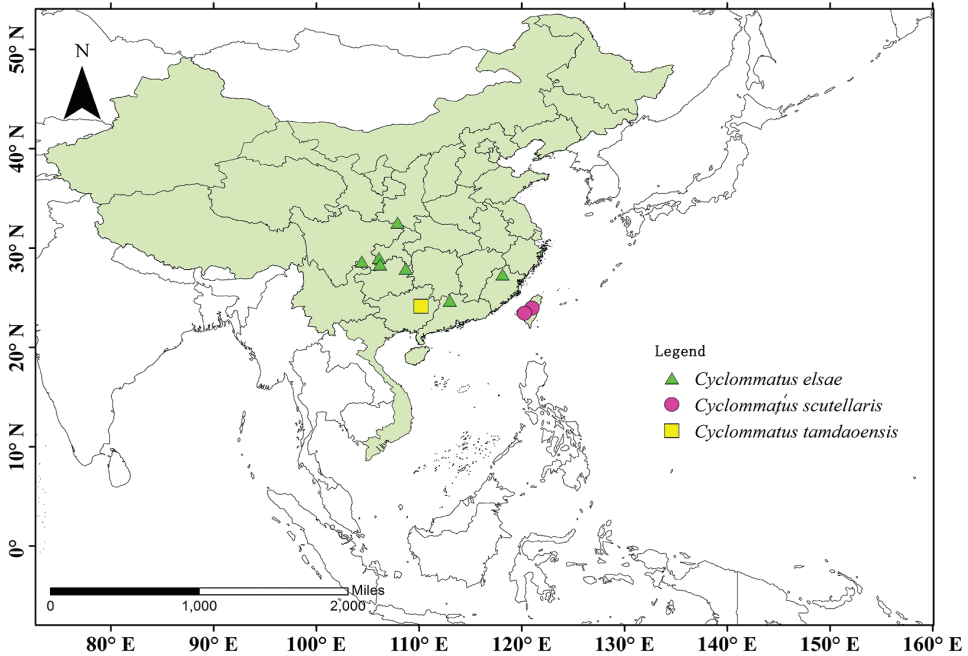 N
50° N
40° N
30° N
20° N
10° N
0°
Legend
Cyclommatus elsae
Cyclommatus scutellaris
Cyclommatus tamdaoensis
Miles
0 1,000 2,000
80° E 90° E 100° E 110° E 120° E 130° E 140° E 150° E 160° E